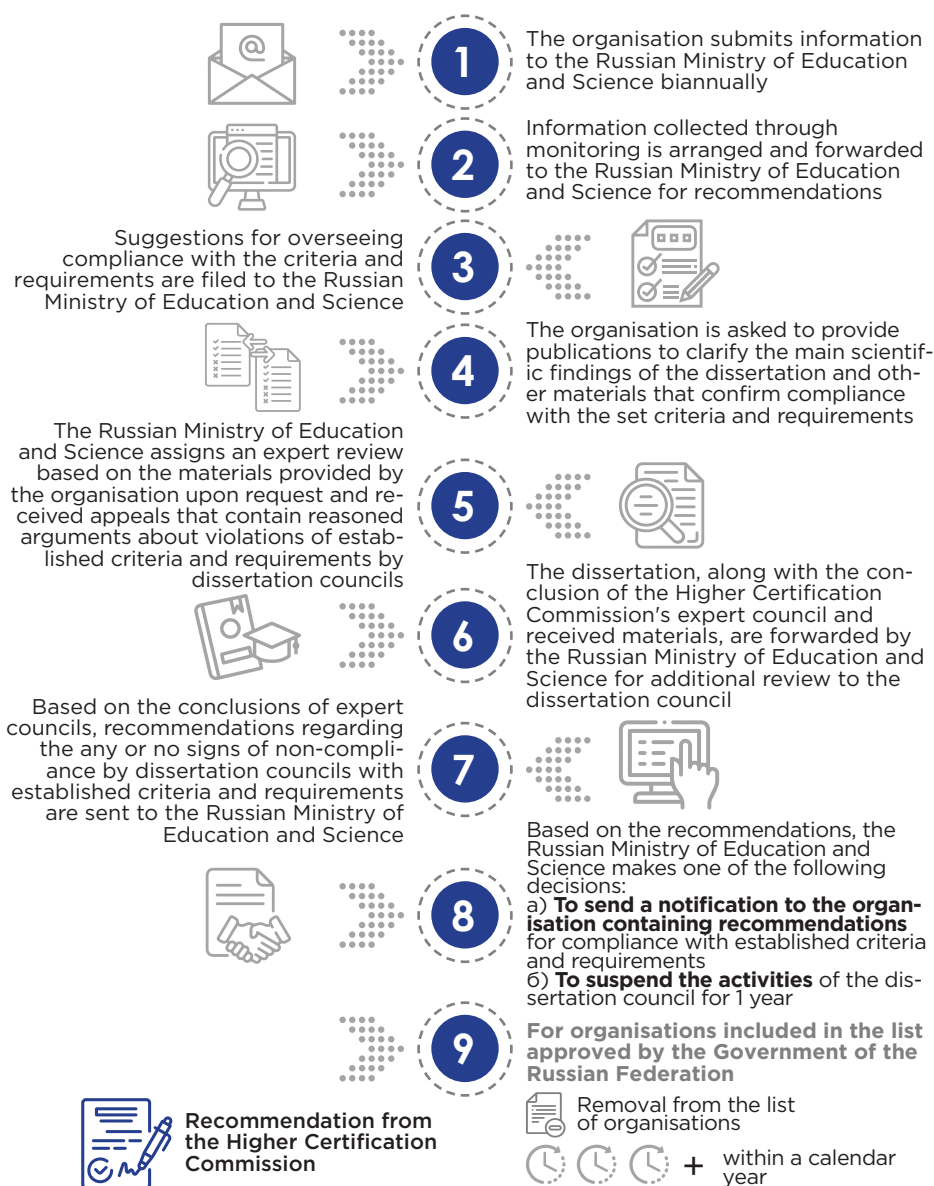 1
The organisation submits information
to the Russian Ministry of Education
and Science biannually
2
Information collected through
monitoring is arranged and forwarded
to the Russian Ministry of Education
and Science for recommendations
Suggestions for overseeing
compliance with the criteria and
requirements are filed to the Russian
Ministry of Education and Science
3
4
The organisation is asked to provide
publications to clarify the main scientif-
ic findings of the dissertation and oth-
er materials that confirm compliance
with the set criteria and requirements
The Russian Ministry of Education
and Science assigns an expert review
based on the materials provided by
the organisation upon request and re-
ceived appeals that contain reasoned
arguments about violations of estab-
lished criteria and requirements by
dissertation councils
5
6
The dissertation, along with the con-
clusion of the Higher Certification
Commission's expert council and
received materials, are forwarded by
the Russian Ministry of Education and
Science for additional review to the
dissertation council
Based on the conclusions of expert
councils, recommendations regarding
the any or no signs of non-compli-
ance by dissertation councils with
established criteria and requirements
are sent to the Russian Ministry of
Education and Science
7
8
Based on the recommendations, the
Russian Ministry of Education and
Science makes one of the following
decisions:
а) To send a notification to the organ-
isation containing recommendations
for compliance with established criteria
and requirements
б) To suspend the activities of the dis-
sertation council for 1 year
9
For organisations included in the list
approved by the Government of the
Russian Federation
Recommendation from
the Higher Certification
Commission
Removal from the list
of organisations
+ within a calendar
year